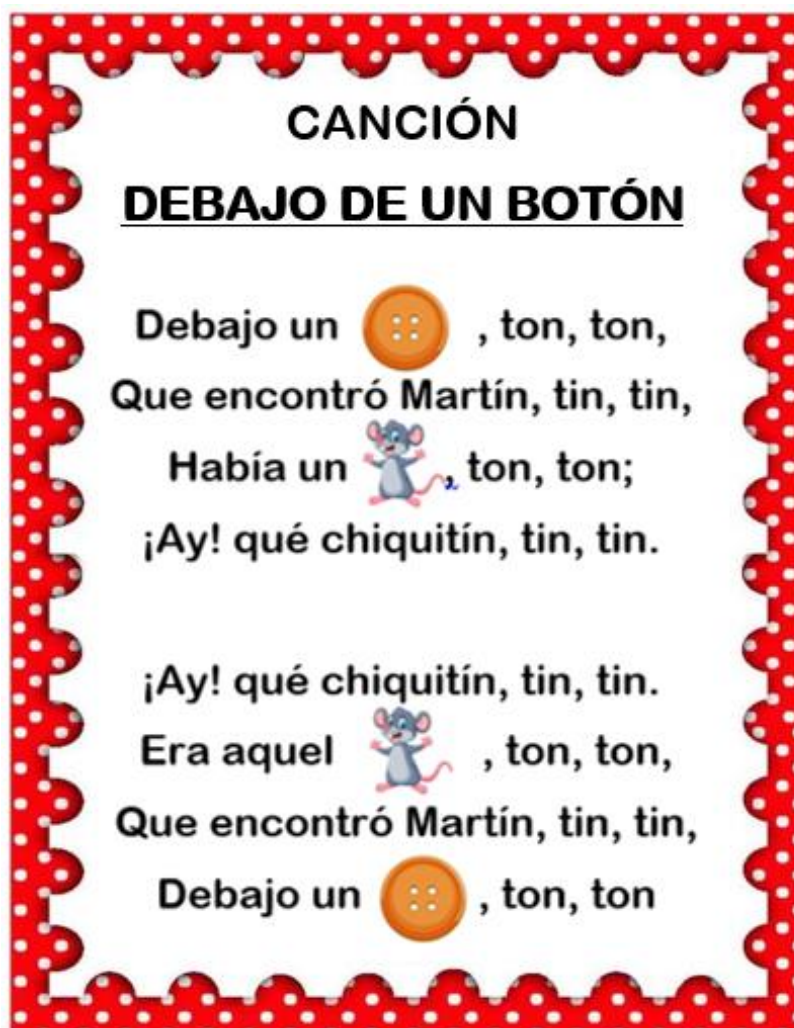 CANCIÓN
DEBAJO DE UN BOTÓN
Debajo un , ton, ton,
Que encontró Martín, tin, tin,
Había un , ton, ton;
¡Ay! qué chiquitín, tin, tin.
¡Ay! qué chiquitín, tin, tin.
Era aquel , ton, ton,
Que encontró Martín, tin, tin,
Debajo un , ton, ton